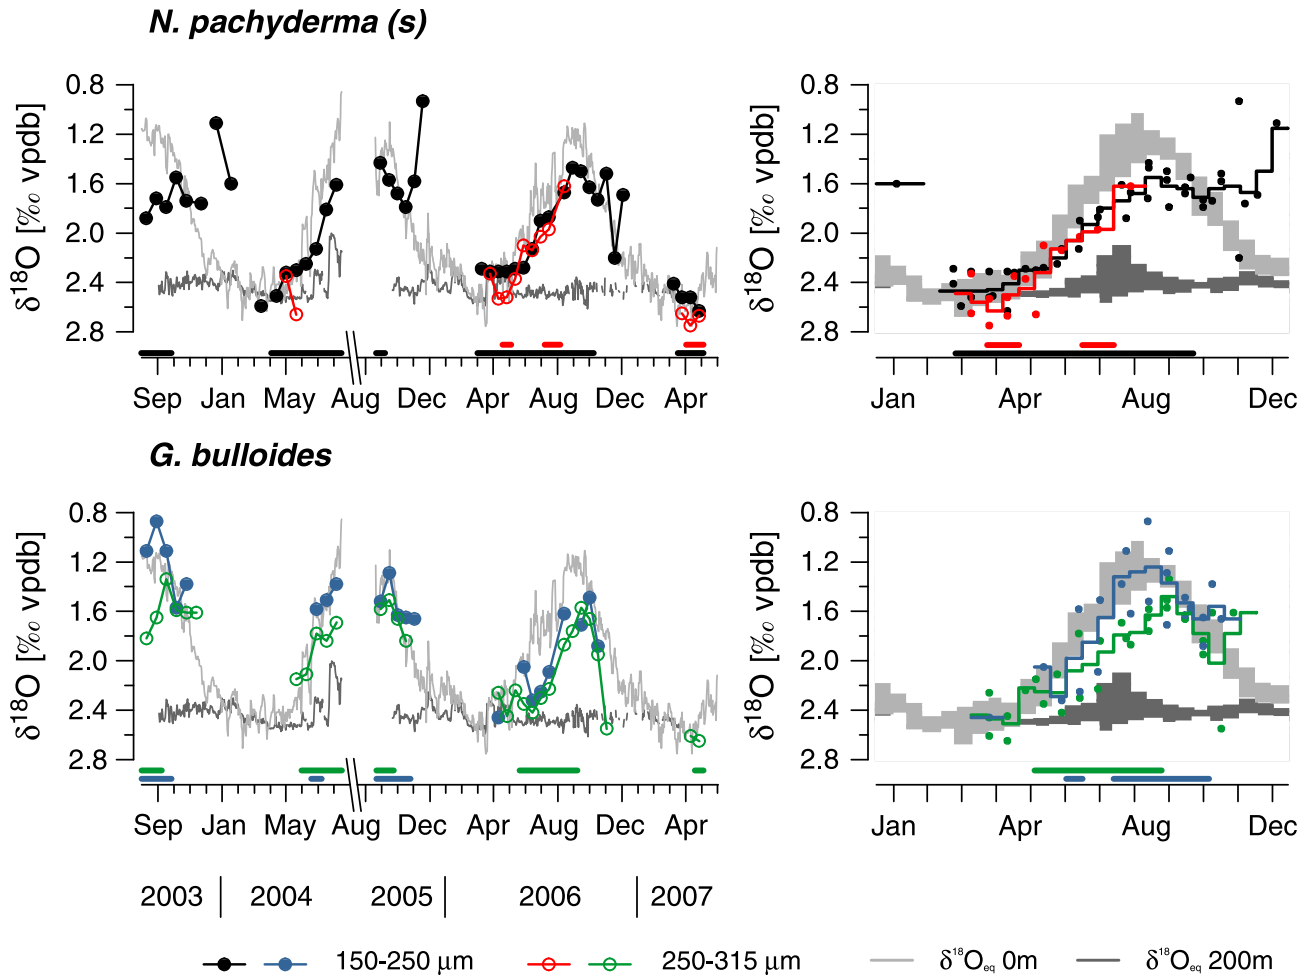 N. pachyderma (s)
δ¹⁸O [‰ vpdb]
0.8
1.2
1.6
2.0
2.4
2.8
Sep Jan May Aug Dec Apr Aug Dec Apr
δ¹⁸O [‰ vpdb]
0.8
1.2
1.6
2.0
2.4
2.8
Jan Apr Aug Dec
G. bulloides
δ¹⁸O [‰ vpdb]
0.8
1.2
1.6
2.0
2.4
2.8
Sep Jan May Aug Dec Apr Aug Dec Apr
δ¹⁸O [‰ vpdb]
0.8
1.2
1.6
2.0
2.4
2.8
Jan Apr Aug Dec
2003 2004 2005 2006 2007
150-250 μm 250-315 μm δ¹⁸Oeq 0m δ¹⁸Oeq 200m